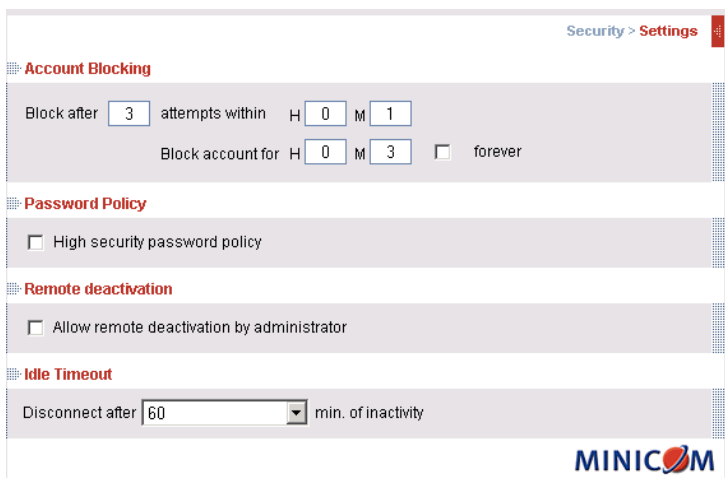 Security > Settings
Account Blocking
Block after 3 attempts within H 0 M 1
Block account for H 0 M 3 forever
Password Policy
High security password policy
Remote deactivation
Allow remote deactivation by administrator
Idle Timeout
Disconnect after 60 min. of inactivity
MINICOM